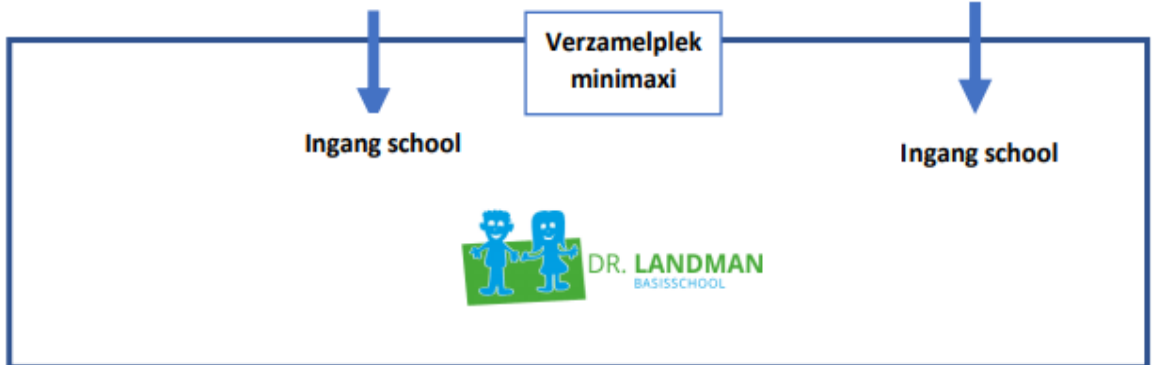 Verzamelplek
minimaxi
Ingang school
Ingang school
DR. LANDMAN
BASISSCHOOL